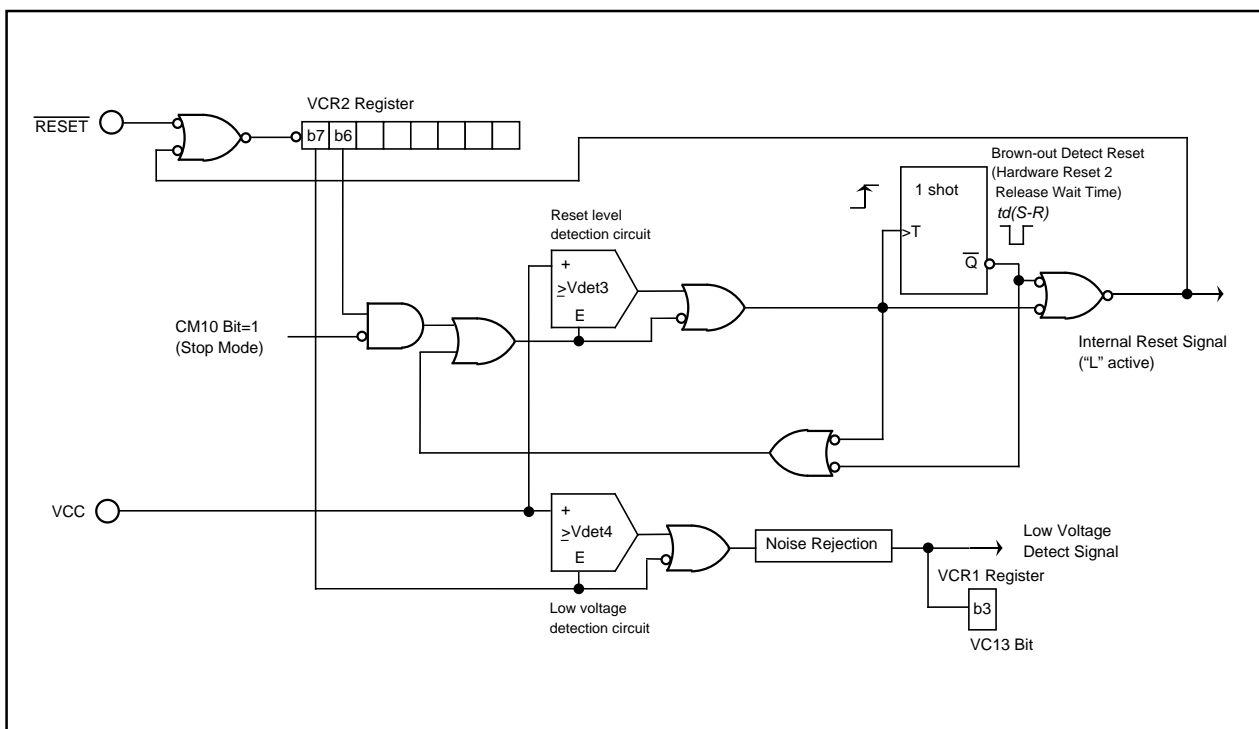 VCR2 Register
RESET
b7 b6
Brown-out Detect Reset
(Hardware Reset 2
Release Wait Time)
td(S-R)
1 shot
>T
Q
Reset level
detection circuit
+
≥Vdet3
E
CM10 Bit=1
(Stop Mode)
Internal Reset Signal
(“L” active)
VCC
+
≥Vdet4
E
Low voltage
detection circuit
Noise Rejection
Low Voltage
Detect Signal
VCR1 Register
b3
VC13 Bit